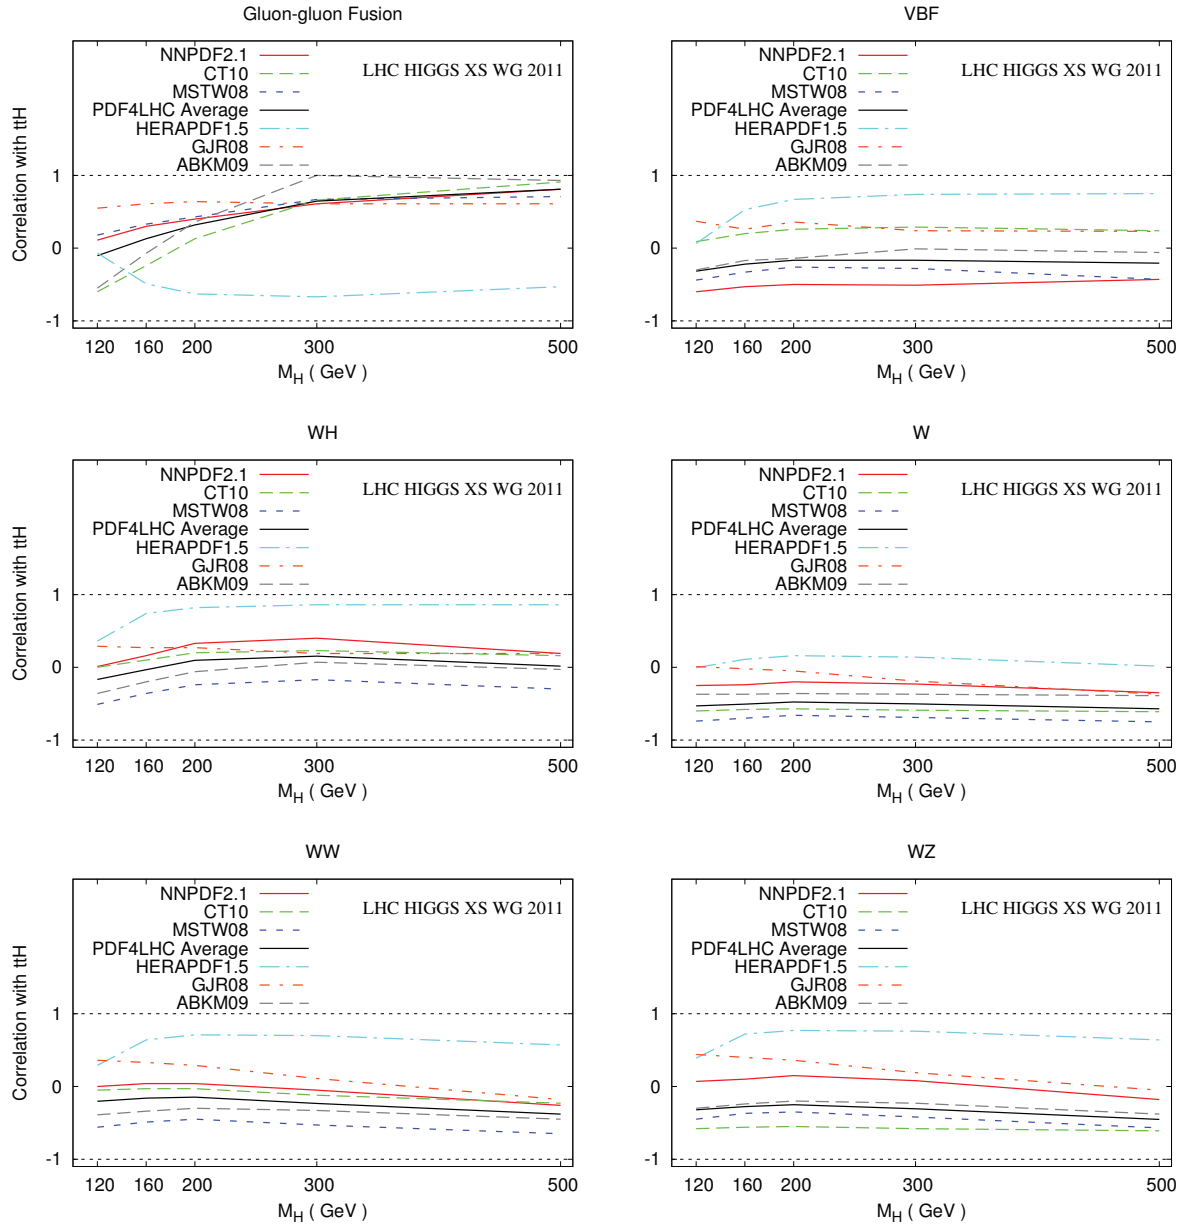 Gluon-gluon Fusion
NNPDF2.1
CT10
MSTW08
PDF4LHC Average
HERAPDF1.5
GJR08
ABKM09
LHC HIGGS XS WG 2011
Correlation with ttH
1
0
-1
120 160 200 300 500
M_H ( GeV )
VBF
NNPDF2.1
CT10
MSTW08
PDF4LHC Average
HERAPDF1.5
GJR08
ABKM09
LHC HIGGS XS WG 2011
1
0
-1
120 160 200 300 500
M_H ( GeV )
WH
NNPDF2.1
CT10
MSTW08
PDF4LHC Average
HERAPDF1.5
GJR08
ABKM09
LHC HIGGS XS WG 2011
Correlation with ttH
1
0
-1
120 160 200 300 500
M_H ( GeV )
W
NNPDF2.1
CT10
MSTW08
PDF4LHC Average
HERAPDF1.5
GJR08
ABKM09
LHC HIGGS XS WG 2011
1
0
-1
120 160 200 300 500
M_H ( GeV )
WW
NNPDF2.1
CT10
MSTW08
PDF4LHC Average
HERAPDF1.5
GJR08
ABKM09
LHC HIGGS XS WG 2011
Correlation with ttH
1
0
-1
120 160 200 300 500
M_H ( GeV )
WZ
NNPDF2.1
CT10
MSTW08
PDF4LHC Average
HERAPDF1.5
GJR08
ABKM09
LHC HIGGS XS WG 2011
1
0
-1
120 160 200 300 500
M_H ( GeV )